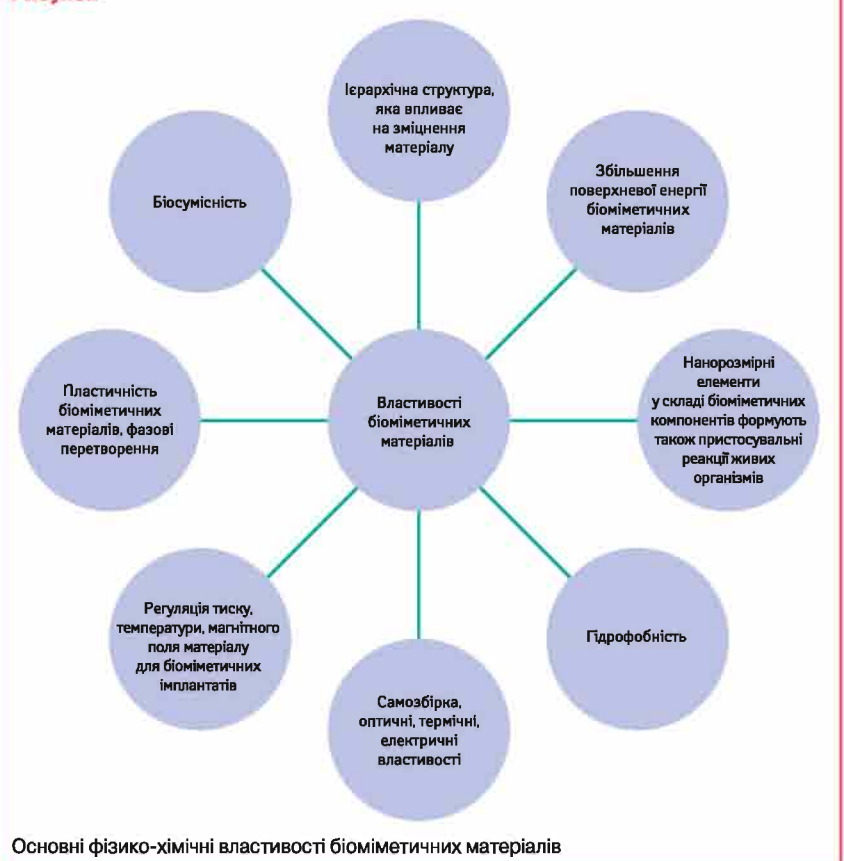 Ієрархічна структура,
яка впливає
на зміцнення
матеріалу
Збільшення
поверхневої енергії
біоміметичних
матеріалів
Біосумісність
Нанорозмірні
елементи
у складі біоміметичних
компонентів формують
також пристосувальні
реакції живих
організмів
Пластичність
біоміметичних
матеріалів, фазові
перетворення
Властивості
біоміметичних
матеріалів
Регуляція тиску,
температури, магнітного
поля матеріалу
для біоміметичних
імплантатів
Гідрофобність
Самозбірка,
оптичні, термічні,
електричні
властивості
Основні фізико-хімічні властивості біоміметичних матеріалів